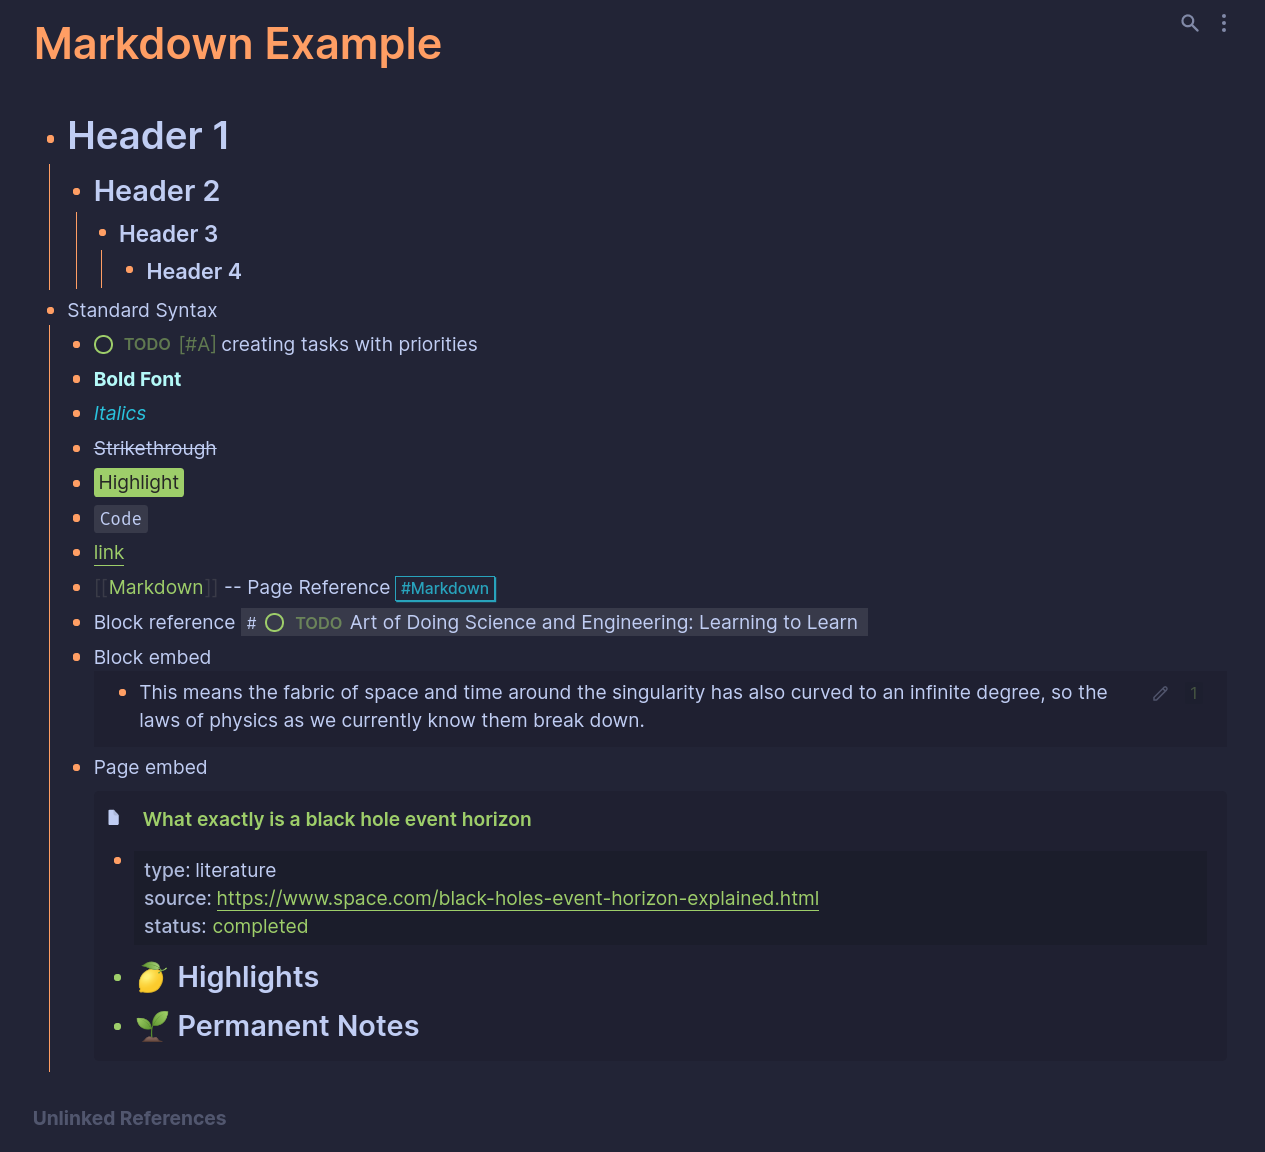 Markdown Example
Header 1
Header 2
Header 3
Header 4
Standard Syntax
TODO [#A] creating tasks with priorities
Bold Font
Italics
Strikethrough
Highlight
Code
link
[[Markdown]] -- Page Reference #Markdown
Block reference # TODO Art of Doing Science and Engineering: Learning to Learn
Block embed
This means the fabric of space and time around the singularity has also curved to an infinite degree, so the 1
laws of physics as we currently know them break down.
Page embed
What exactly is a black hole event horizon
type: literature
source: https://www.space.com/black-holes-event-horizon-explained.html
status: completed
🍋 Highlights
🌱 Permanent Notes
Unlinked References